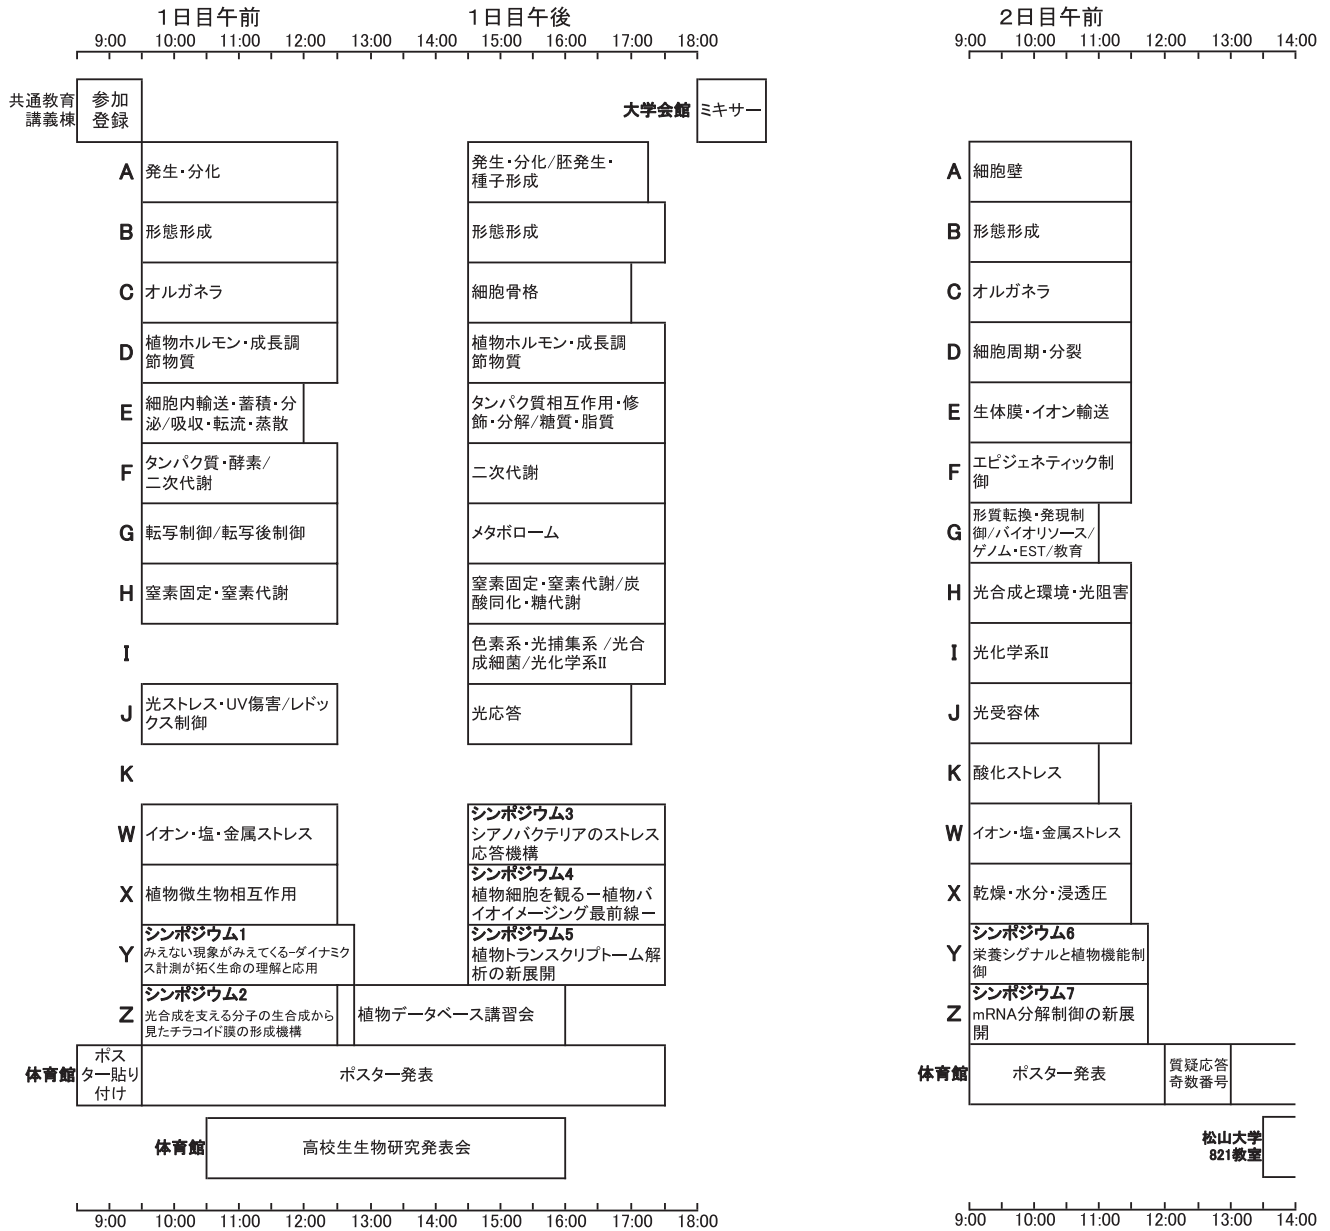 1日目午前 1日目午後 2日目午前
9:00 10:00 11:00 12:00 13:00 14:00 15:00 16:00 17:00 18:00 9:00 10:00 11:00 12:00 13:00 14:00
共通教育
講義棟
参加
登録
大学会館
ミキサー
A
発生・分化
発生・分化/胚発生・
種子形成
A
細胞壁
B
形態形成
形態形成
B
形態形成
C
オルガネラ
細胞骨格
C
オルガネラ
D
植物ホルモン・成長調
節物質
植物ホルモン・成長調
節物質
D
細胞周期・分裂
E
細胞内輸送・蓄積・分
泌/吸収・転流・蒸散
タンパク質相互作用・修
飾・分解/糖質・脂質
E
生体膜・イオン輸送
F
タンパク質・酵素/
二次代謝
二次代謝
F
エピジェネティック制
御
G
転写制御/転写後制御
メタボローム
G
形質転換・発現制
御/バイオリソース/
ゲノム・EST/教育
H
窒素固定・窒素代謝
窒素固定・窒素代謝/炭
酸同化・糖代謝
H
光合成と環境・光阻害
I
色素系・光捕集系 /光合
成細菌/光化学系II
I
光化学系II
J
光ストレス・UV傷害/レドッ
クス制御
光応答
J
光受容体
K
K
酸化ストレス
W
イオン・塩・金属ストレス
シンポジウム3
シアノバクテリアのストレス
応答機構
W
イオン・塩・金属ストレス
X
植物微生物相互作用
シンポジウム4
植物細胞を観るー植物バ
イオイメージング最前線ー
X
乾燥・水分・浸透圧
Y
シンポジウム1
みえない現象がみえてくる-ダイナミク
ス計測が拓く生命の理解と応用
シンポジウム5
植物トランスクリプトーム解
析の新展開
Y
シンポジウム6
栄養シグナルと植物機能制
御
Z
シンポジウム2
光合成を支える分子の生合成から
見たチラコイド膜の形成機構
植物データベース講習会
Z
シンポジウム7
mRNA分解制御の新展
開
体育館
ポス
ター貼り
付け
ポスター発表
体育館
ポスター発表
質疑応答
奇数番号
体育館
高校生生物研究発表会
松山大学
821教室
9:00 10:00 11:00 12:00 13:00 14:00 15:00 16:00 17:00 18:00 9:00 10:00 11:00 12:00 13:00 14:00